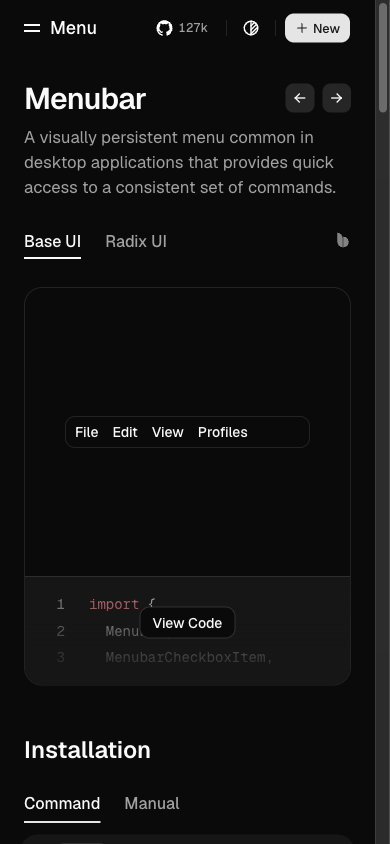 Menu
127k
+ New
Menubar
A visually persistent menu common in
desktop applications that provides quick
access to a consistent set of commands.
Base UI
Radix UI
File Edit View Profiles
1 import {
2
View Code
3 MenubarCheckboxItem,
Installation
Command
Manual